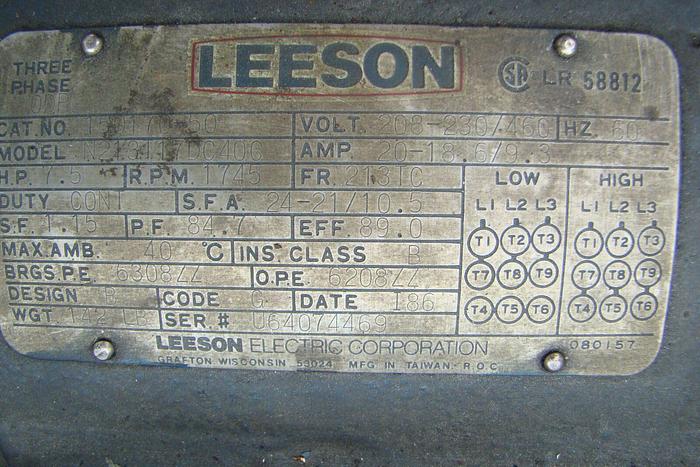 THREE PHASE
ODP
LEESON
SA LR 58812
CAT.NO. VOLT. 208-230/460 HZ. 60
MODEL AMP. 20-18.6/9.3
H.P. 7.5 R.P.M. 1745 FR. 213TC LOW HIGH
DUTY CONT S.F.A. 24-21/10.5 L1 L2 L3 L1 L2 L3
S.F. 1.15 P.F. 84.7 EFF. 89.0 T1 T2 T3 T1 T2 T3
MAX.AMB. 40 °C INS.CLASS B
BRGS.P.E. 6308ZZ O.P.E. 6208ZZ T7 T8 T9 T7 T8 T9
DESIGN B CODE G DATE I86 T4 T5 T6 T4 T5 T6
WGT 142 LB SER.# U64074469
LEESON ELECTRIC CORPORATION 080157
GRAFTON WISCONSIN 53024 MFG. IN TAIWAN. R.O.C.